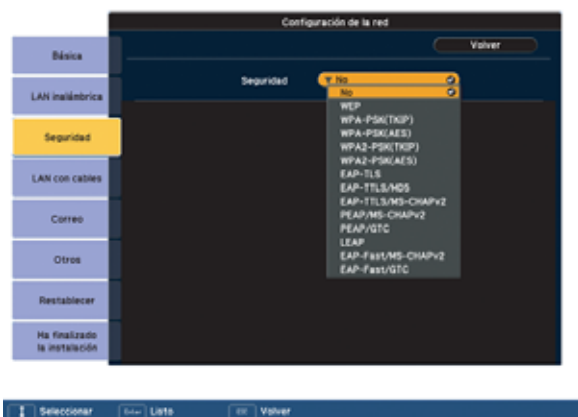 Configuración de la red
Volver
Básica
LAN inalámbrica
Seguridad
LAN con cables
Correo
Otros
Restablecer
Ha finalizado
la instalación
Seguridad
No
No
WEP
WPA-PSK(TKIP)
WPA-PSK(AES)
WPA2-PSK(TKIP)
WPA2-PSK(AES)
EAP-TLS
EAP-TTLS/MD5
EAP-TTLS/MS-CHAPv2
PEAP/MS-CHAPv2
PEAP/GTC
LEAP
EAP-Fast/MS-CHAPv2
EAP-Fast/GTC
Seleccionar Enter Listo ESC Volver